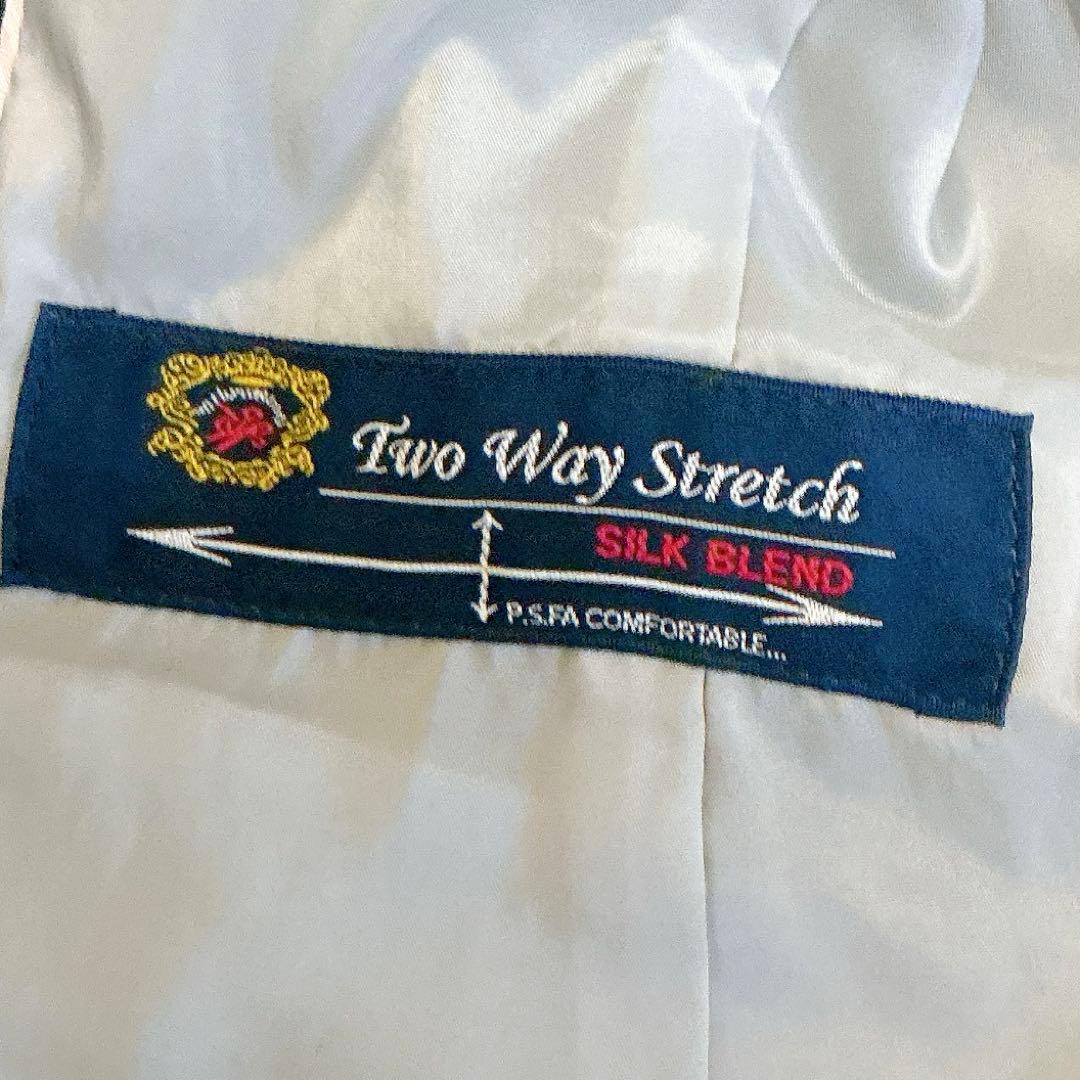 Two Way Stretch
SILK BLEND
P.S.FA COMFORTABLE...